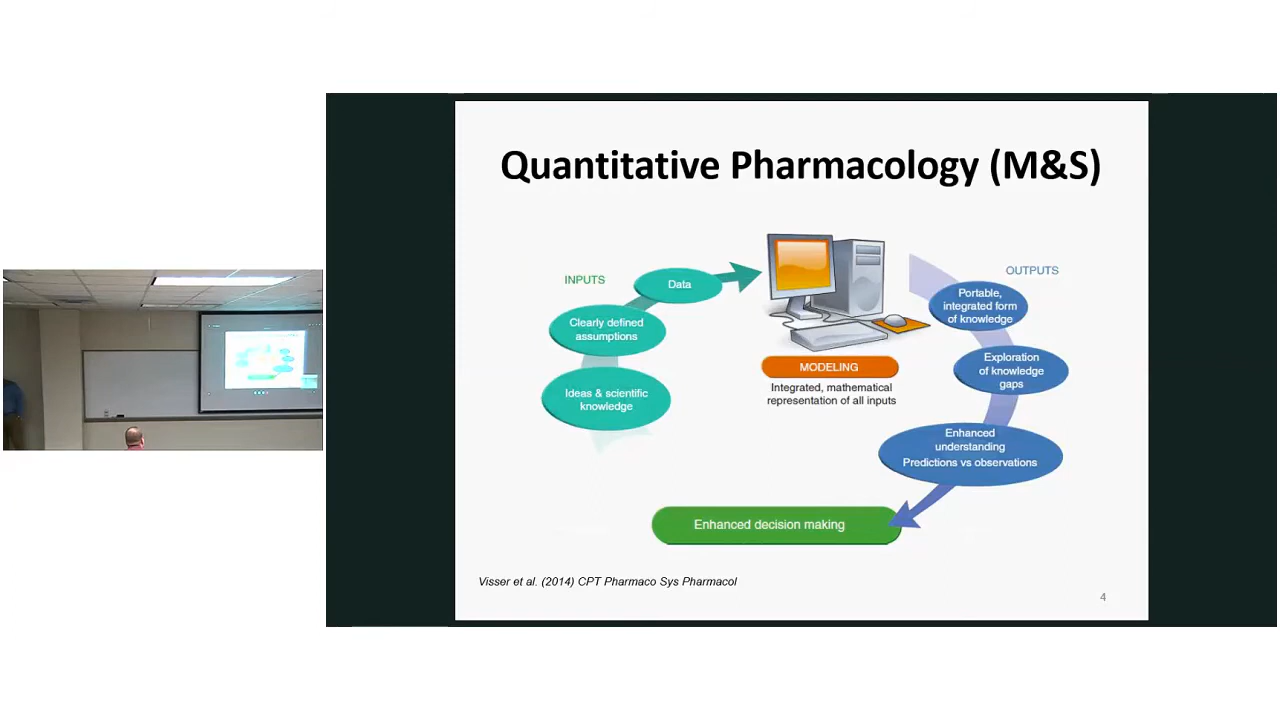 Quantitative Pharmacology (M&S)
INPUTS
Data
Clearly defined
assumptions
Ideas & scientific
knowledge
MODELING
Integrated, mathematical
representation of all inputs
OUTPUTS
Portable,
integrated form
of knowledge
Exploration
of knowledge
gaps
Enhanced
understanding
Predictions vs observations
Enhanced decision making
Visser et al. (2014) CPT Pharmaco Sys Pharmacol
4